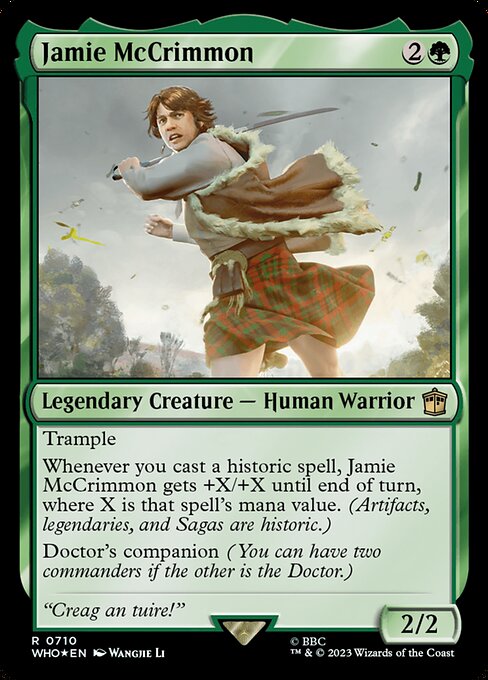 Jamie McCrimmon 2
Legendary Creature — Human Warrior
Trample
Whenever you cast a historic spell, Jamie
McCrimmon gets +X/+X until end of turn,
where X is that spell's mana value. (Artifacts,
legendaries, and Sagas are historic.)
Doctor's companion (You can have two
commanders if the other is the Doctor.)
"Creag an tuire!"
2/2
R 0710
WHO★EN Wangjie Li
© BBC
™ & © 2023 Wizards of the Coast